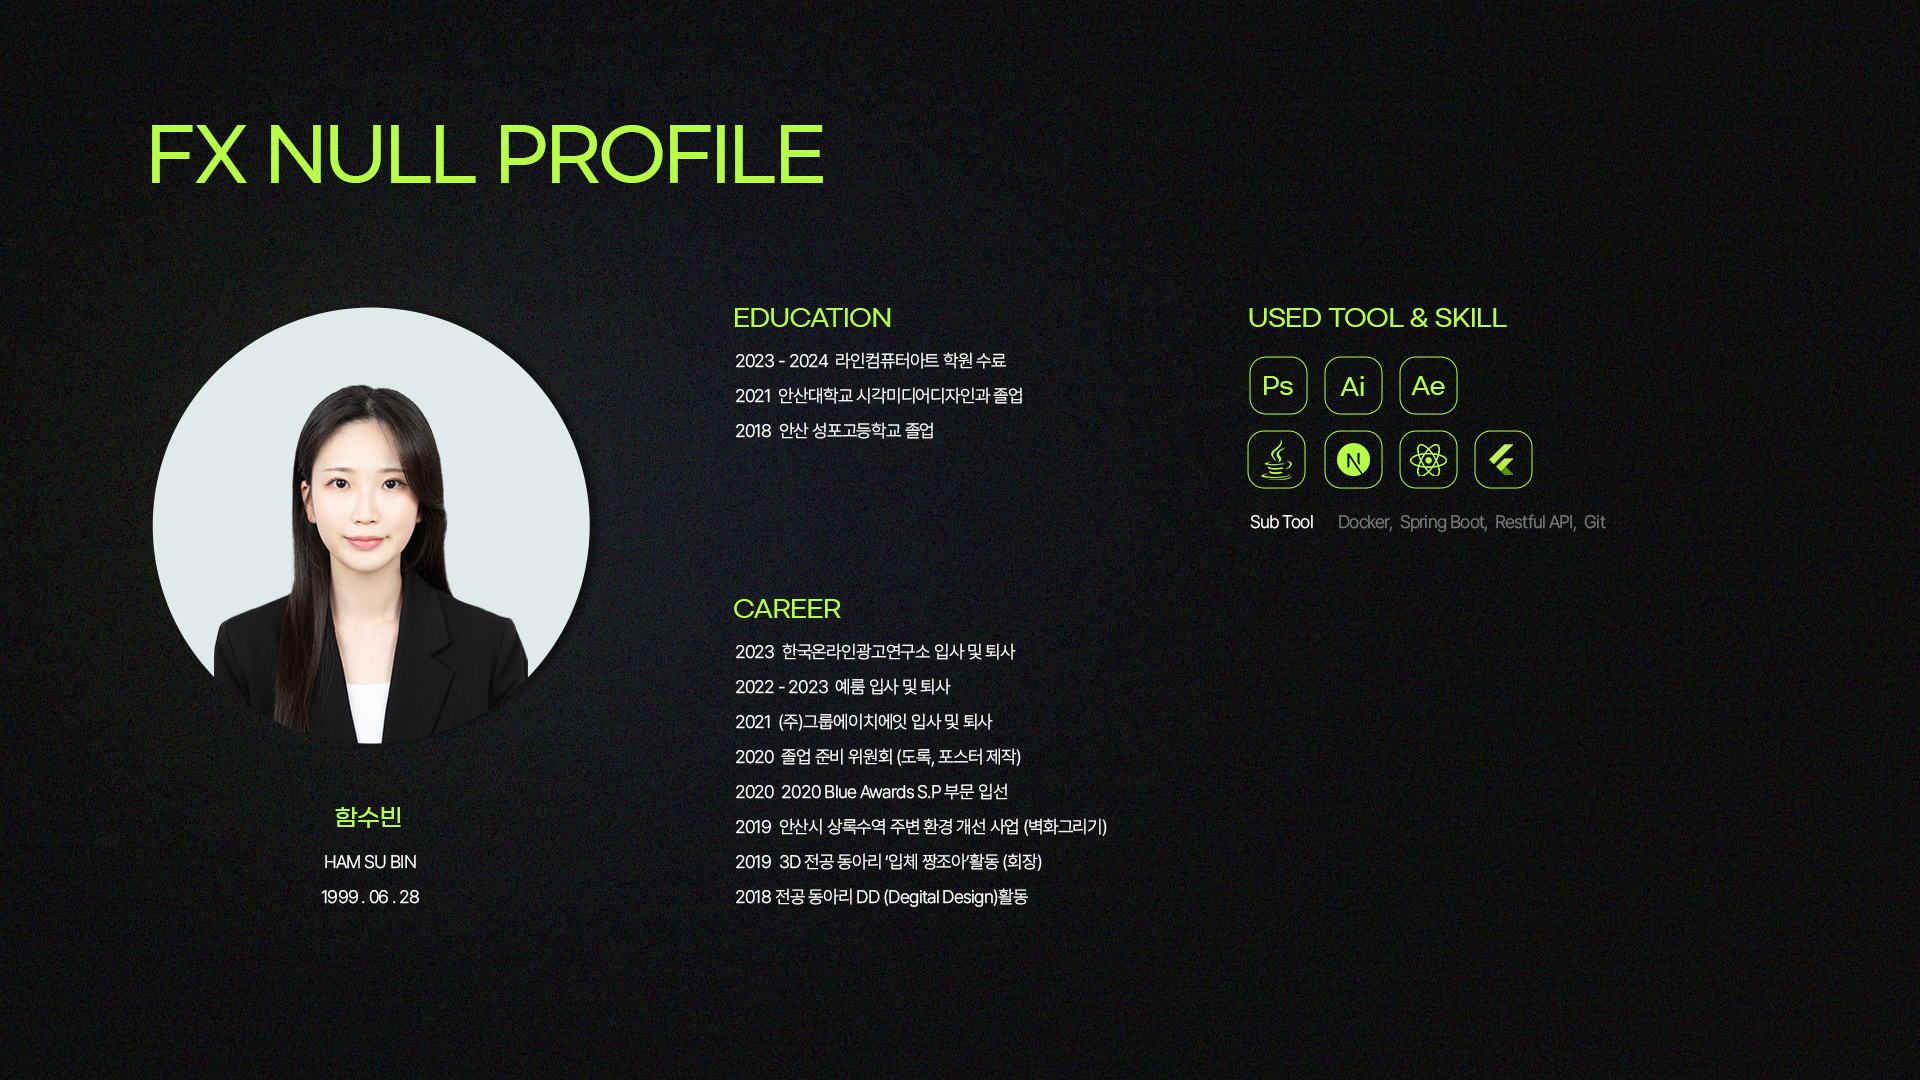 FX NULL PROFILE
함수빈
HAM SU BIN
1999 . 06 . 28
EDUCATION
2023 - 2024 라인컴퓨터아트 학원 수료
2021 안산대학교 시각미디어디자인과 졸업
2018 안산 성포고등학교 졸업
CAREER
2023 한국온라인광고연구소 입사 및 퇴사
2022 - 2023 예룸 입사 및 퇴사
2021 (주)그룹에이치에잇 입사 및 퇴사
2020 졸업 준비 위원회 (도록, 포스터 제작)
2020 2020 Blue Awards S.P 부문 입선
2019 안산시 상록수역 주변 환경 개선 사업 (벽화그리기)
2019 3D 전공 동아리 ‘입체 짱조아’활동 (회장)
2018 전공 동아리 DD (Degital Design)활동
USED TOOL & SKILL
Ps Ai Ae
N
Sub Tool Docker, Spring Boot, Restful API, Git